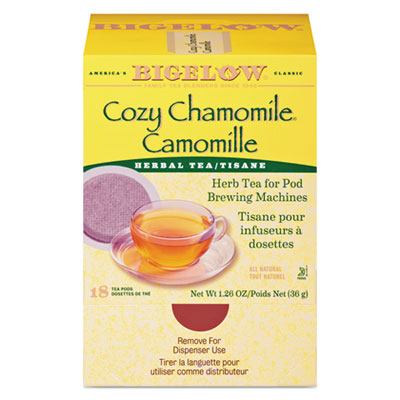 AMERICA'S
BIGELOW
CLASSIC
FAMILY TEA BLENDERS SINCE 1945
Cozy Chamomile®
Camomille
HERBAL TEA/TISANE
Herb Tea for Pod
Brewing Machines
Tisane pour
infuseurs à
dosettes
ALL NATURAL
TOUT NATUREL
18 TEA PODS
DOSETTES DE THÉ
Net Wt 1.26 OZ/Poids Net (36 g)
Remove For
Dispenser Use
Tirer la languette pour
utiliser comme distributeur